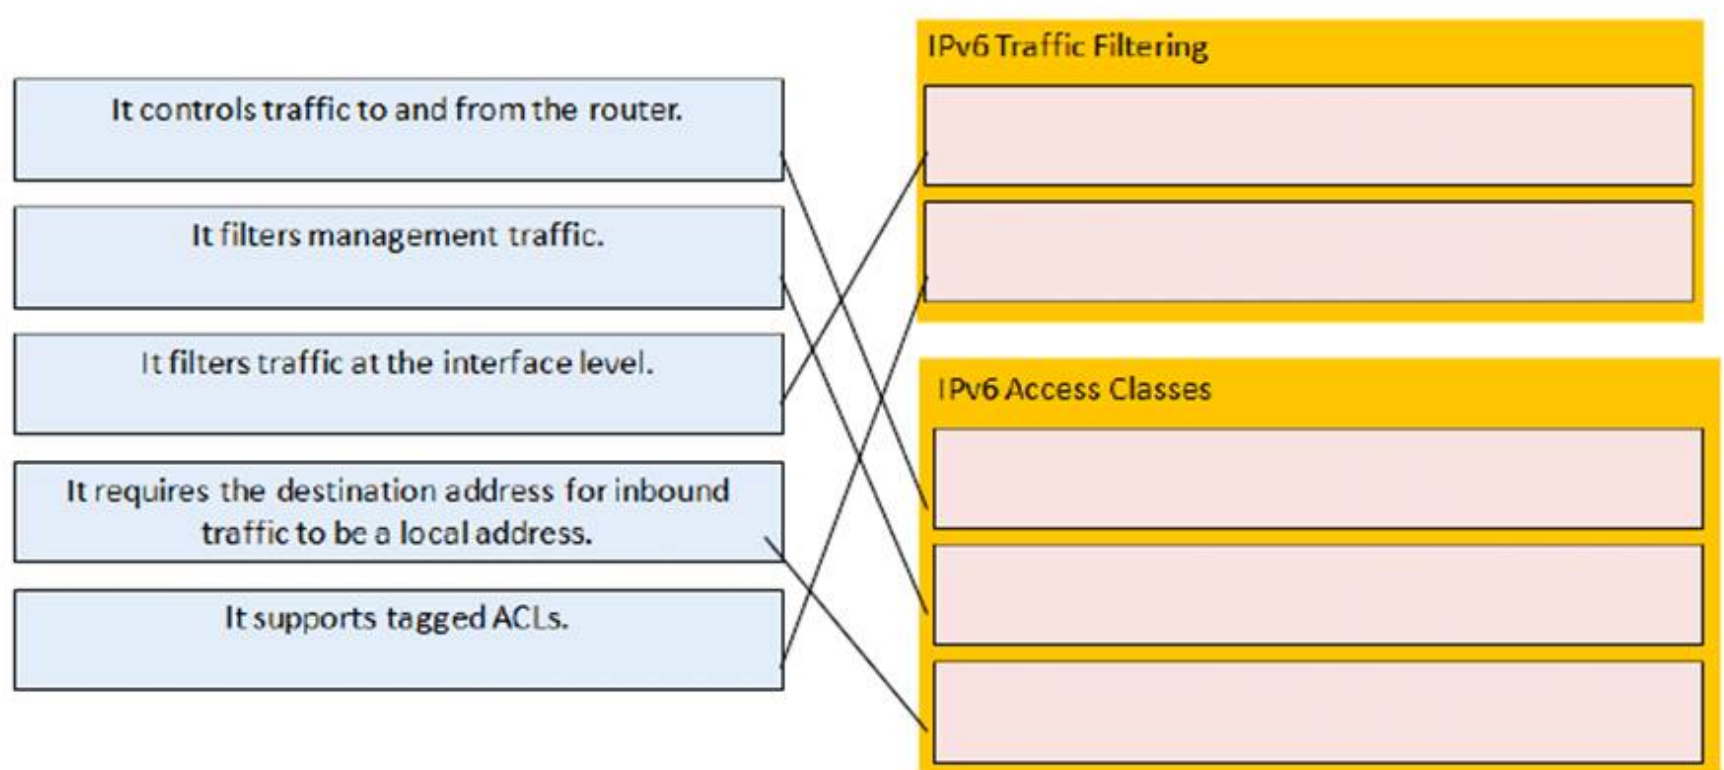 It controls traffic to and from the router.
It filters management traffic.
It filters traffic at the interface level.
It requires the destination address for inbound
traffic to be a local address.
It supports tagged ACLs.
IPv6 Traffic Filtering
IPv6 Access Classes